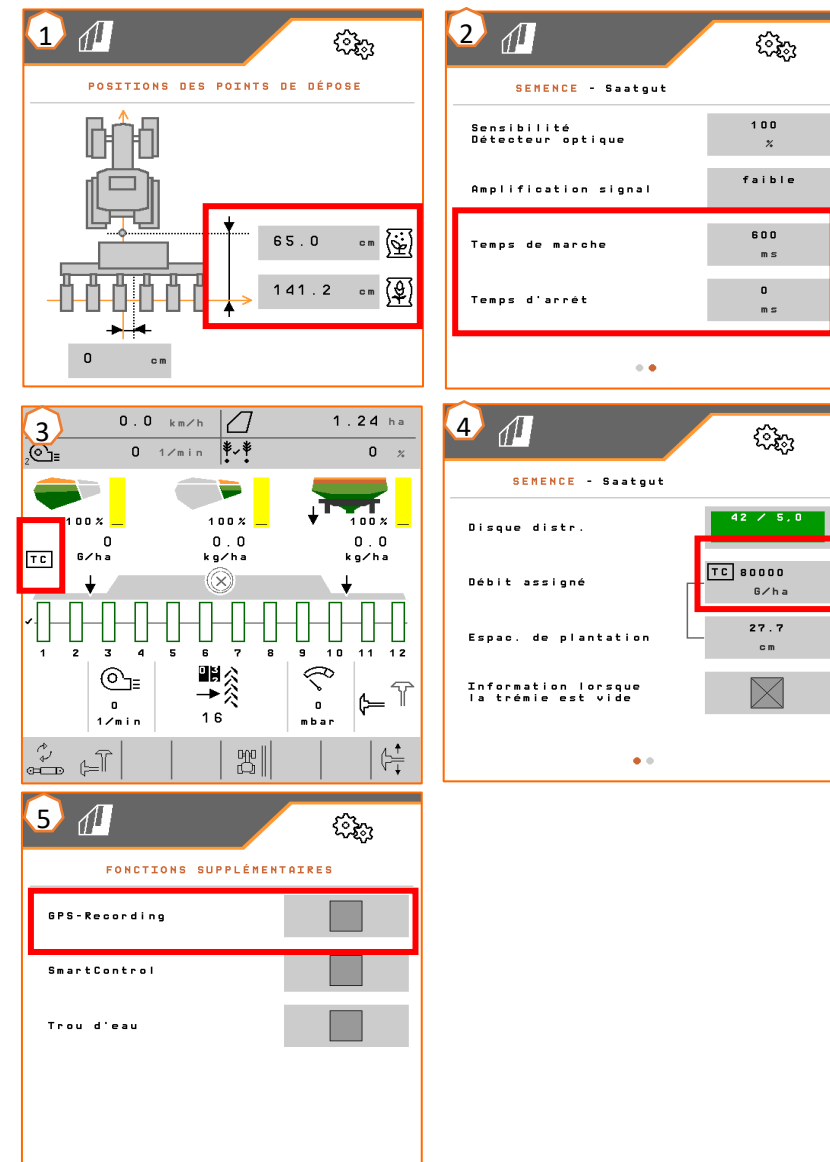 1
POSITIONS DES POINTS DE DÉPOSE
65.0 cm
141.2 cm
0 cm
2
SEMENCE - Saatgut
Sensibilité
Détecteur optique
100
%
Amplification signal
faible
Temps de marche
600
ms
Temps d'arrêt
0
ms
3
0.0 km/h
1.24 ha
2
0 1/min
0 %
100%
100%
100%
0
0.0
0.0
TC
G/ha
kg/ha
kg/ha
1 2 3 4 5 6 7 8 9 10 11 12
0
1/min
16
0
mbar
4
SEMENCE - Saatgut
Disque distr.
42 / 5,0
Débit assigné
TC 80000
G/ha
Espac. de plantation
27.7
cm
Information lorsque
la trémie est vide
5
FONCTIONS SUPPLÉMENTAIRES
GPS-Recording
SmartControl
Trou d'eau